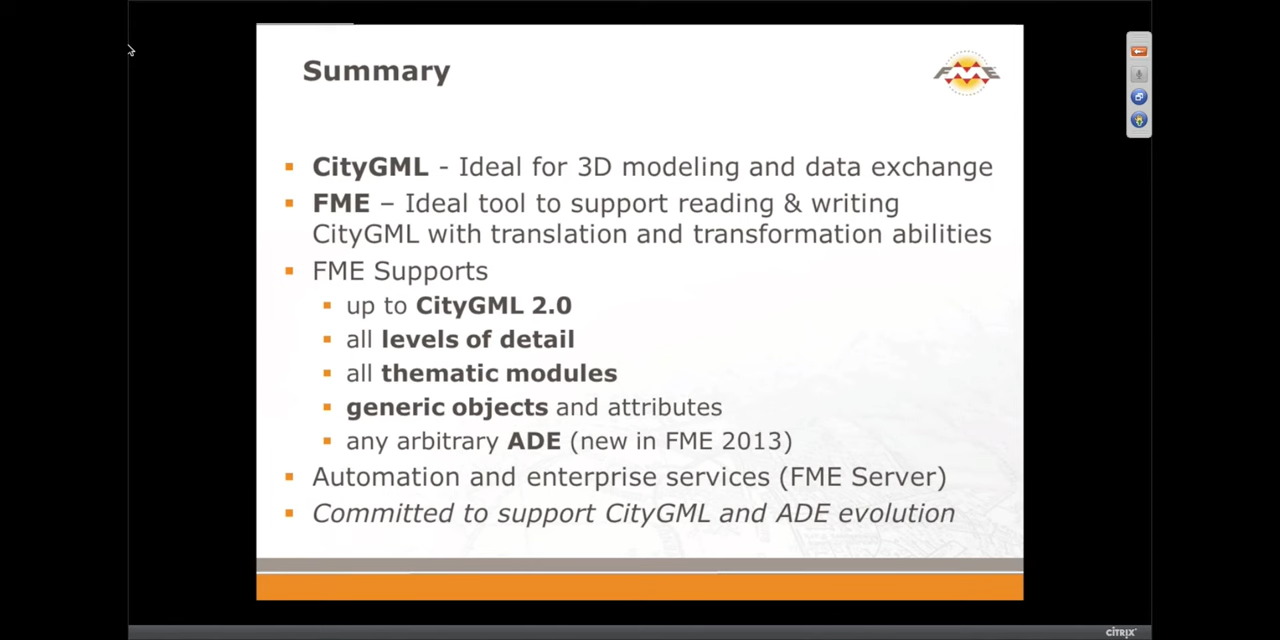 Summary
FME
CityGML - Ideal for 3D modeling and data exchange
FME – Ideal tool to support reading & writing
CityGML with translation and transformation abilities
FME Supports
up to CityGML 2.0
all levels of detail
all thematic modules
generic objects and attributes
any arbitrary ADE (new in FME 2013)
Automation and enterprise services (FME Server)
Committed to support CityGML and ADE evolution
CITRIX